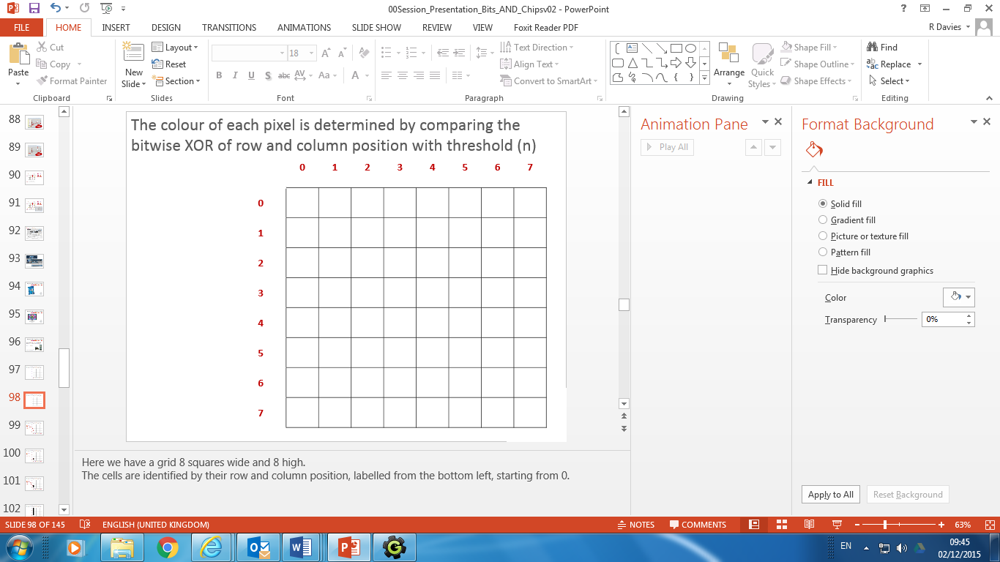 00Session_Presentation_Bits_AND_Chipsv02 - PowerPoint
FILE HOME INSERT DESIGN TRANSITIONS ANIMATIONS SLIDE SHOW REVIEW VIEW Foxit Reader PDF R Davies
Paste
Cut
Copy
Format Painter
Clipboard
New Slide
Layout
Reset
Section
Slides
18
Font
Paragraph
Text Direction
Align Text
Convert to SmartArt
Arrange
Quick Styles
Shape Fill
Shape Outline
Shape Effects
Drawing
Find
Replace
Select
Editing
88
89
90
91
92
93
94
95
96
97
98
99
100
101
102
The colour of each pixel is determined by comparing the
bitwise XOR of row and column position with threshold (n)
0 1 2 3 4 5 6 7
0
1
2
3
4
5
6
7
Here we have a grid 8 squares wide and 8 high.
The cells are identified by their row and column position, labelled from the bottom left, starting from 0.
Animation Pane
Play All
Format Background
FILL
Solid fill
Gradient fill
Picture or texture fill
Pattern fill
Hide background graphics
Color
Transparency 0%
Apply to All Reset Background
SLIDE 98 OF 145 ENGLISH (UNITED KINGDOM) NOTES COMMENTS 63%
EN 09:45
02/12/2015